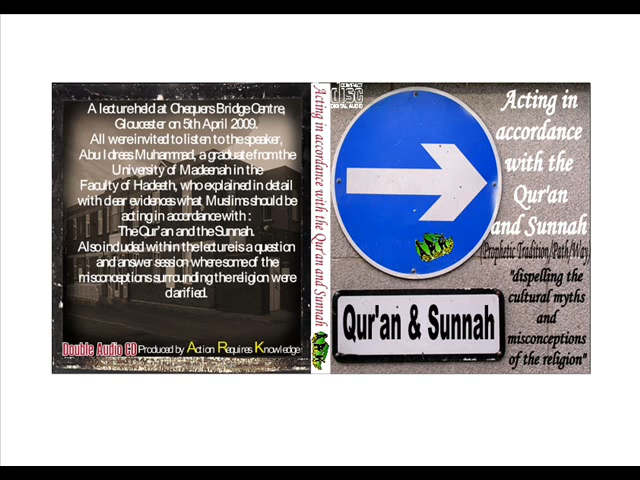 A lecture held at Chequers Bridge Centre,
Gloucester on 5th April 2009.
All were invited to listen to the speaker,
Abu Idrees Muhammad, a graduate from the
University of Madeenah in the
Faculty of Hadeeth, who explained in detail
with clear evidences what Muslims should be
acting in accordance with :
The Qur'an and the Sunnah.
Also included within the lecture is a question
and answer session where some of the
misconceptions surrounding the religion were
clarified.
Double Audio CD Produced by Action Requires Knowledge
Acting in accordance with the Qur'an and Sunnah
COMPACT
disc
DIGITAL AUDIO
Acting in
accordance
with the
Qur'an
and Sunnah
(Prophetic Tradition/Path/Way)
"dispelling the
cultural myths
and
misconceptions
of the religion"
Qur'an & Sunnah